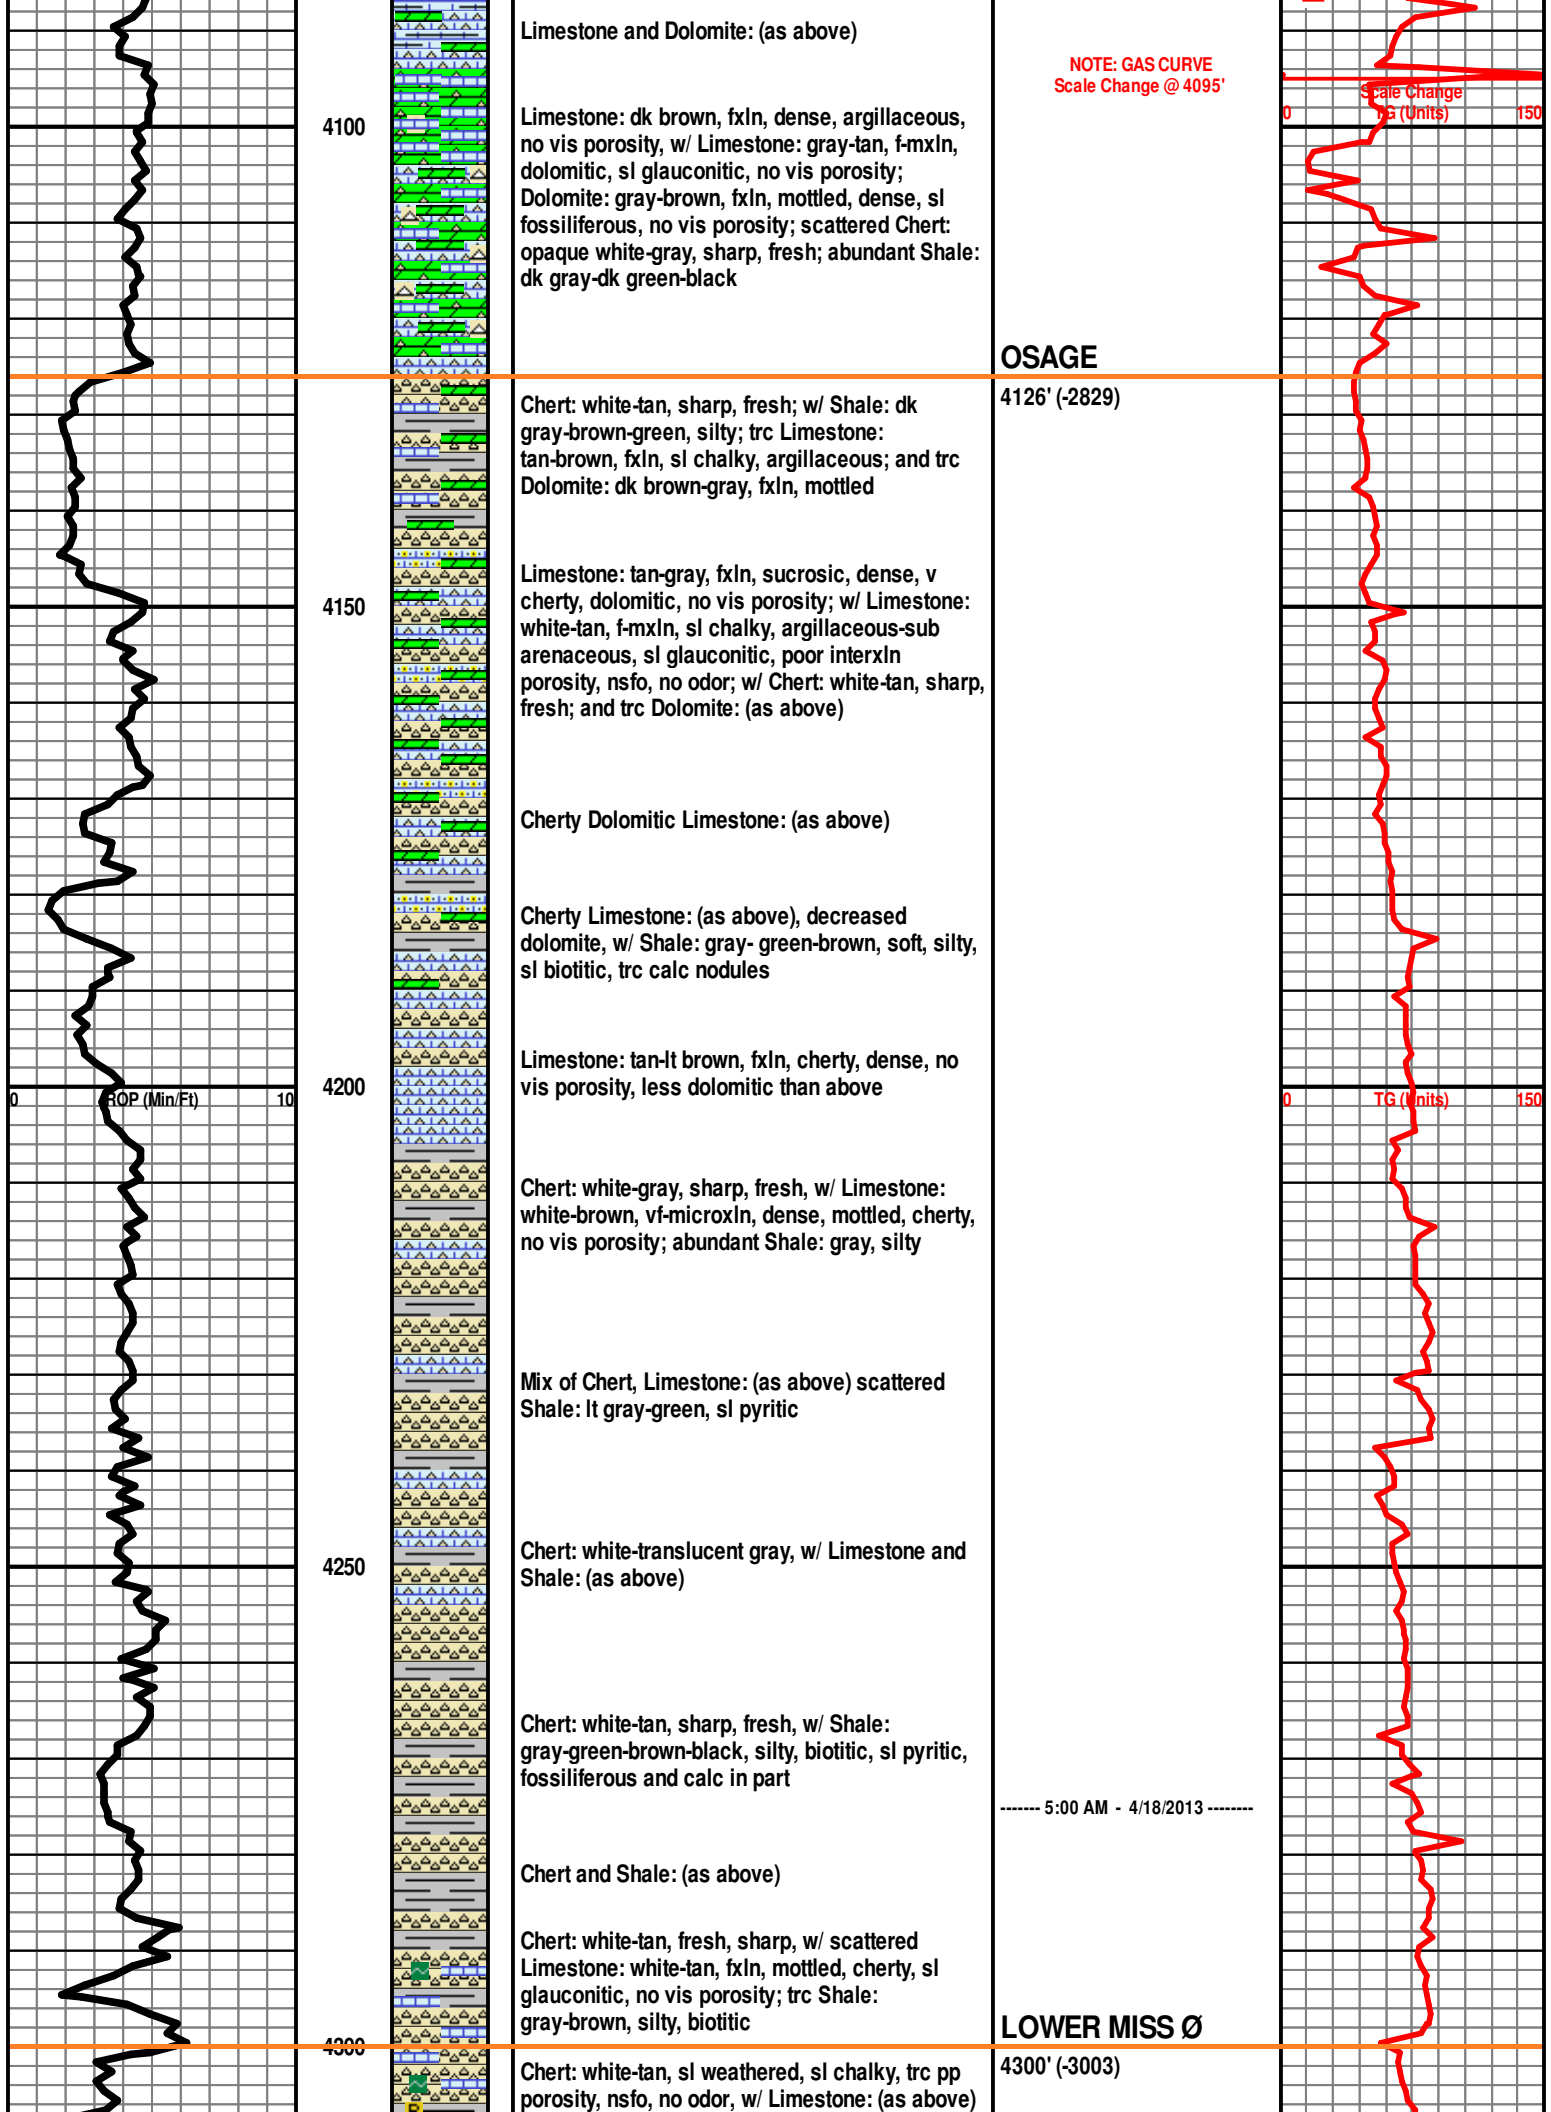 Limestone and Dolomite: (as above)
NOTE: GAS CURVE
Scale Change @ 4095'
Scale Change
0 TG (Units) 150
4100
Limestone: dk brown, fxln, dense, argillaceous,
no vis porosity, w/ Limestone: gray-tan, f-mxln,
dolomitic, sl glauconitic, no vis porosity;
Dolomite: gray-brown, fxln, mottled, dense, sl
fossiliferous, no vis porosity; scattered Chert:
opaque white-gray, sharp, fresh; abundant Shale:
dk gray-dk green-black
OSAGE
4126' (-2829)
Chert: white-tan, sharp, fresh; w/ Shale: dk
gray-brown-green, silty; trc Limestone:
tan-brown, fxln, sl chalky, argillaceous; and trc
Dolomite: dk brown-gray, fxln, mottled
4150
Limestone: tan-gray, fxln, sucrosic, dense, v
cherty, dolomitic, no vis porosity; w/ Limestone:
white-tan, f-mxln, sl chalky, argillaceous-sub
arenaceous, sl glauconitic, poor interxln
porosity, nsfo, no odor; w/ Chert: white-tan, sharp,
fresh; and trc Dolomite: (as above)
Cherty Dolomitic Limestone: (as above)
Cherty Limestone: (as above), decreased
dolomite, w/ Shale: gray- green-brown, soft, silty,
sl biotitic, trc calc nodules
Limestone: tan-lt brown, fxln, cherty, dense, no
vis porosity, less dolomitic than above
4200
0 ROP (Min/Ft) 10
0 TG (Units) 150
Chert: white-gray, sharp, fresh, w/ Limestone:
white-brown, vf-microxln, dense, mottled, cherty,
no vis porosity; abundant Shale: gray, silty
Mix of Chert, Limestone: (as above) scattered
Shale: lt gray-green, sl pyritic
4250
Chert: white-translucent gray, w/ Limestone and
Shale: (as above)
Chert: white-tan, sharp, fresh, w/ Shale:
gray-green-brown-black, silty, biotitic, sl pyritic,
fossiliferous and calc in part
------- 5:00 AM - 4/18/2013 --------
Chert and Shale: (as above)
Chert: white-tan, fresh, sharp, w/ scattered
Limestone: white-tan, fxln, mottled, cherty, sl
glauconitic, no vis porosity; trc Shale:
gray-brown, silty, biotitic
LOWER MISS Ø
4300
4300' (-3003)
Chert: white-tan, sl weathered, sl chalky, trc pp
porosity, nsfo, no odor, w/ Limestone: (as above)